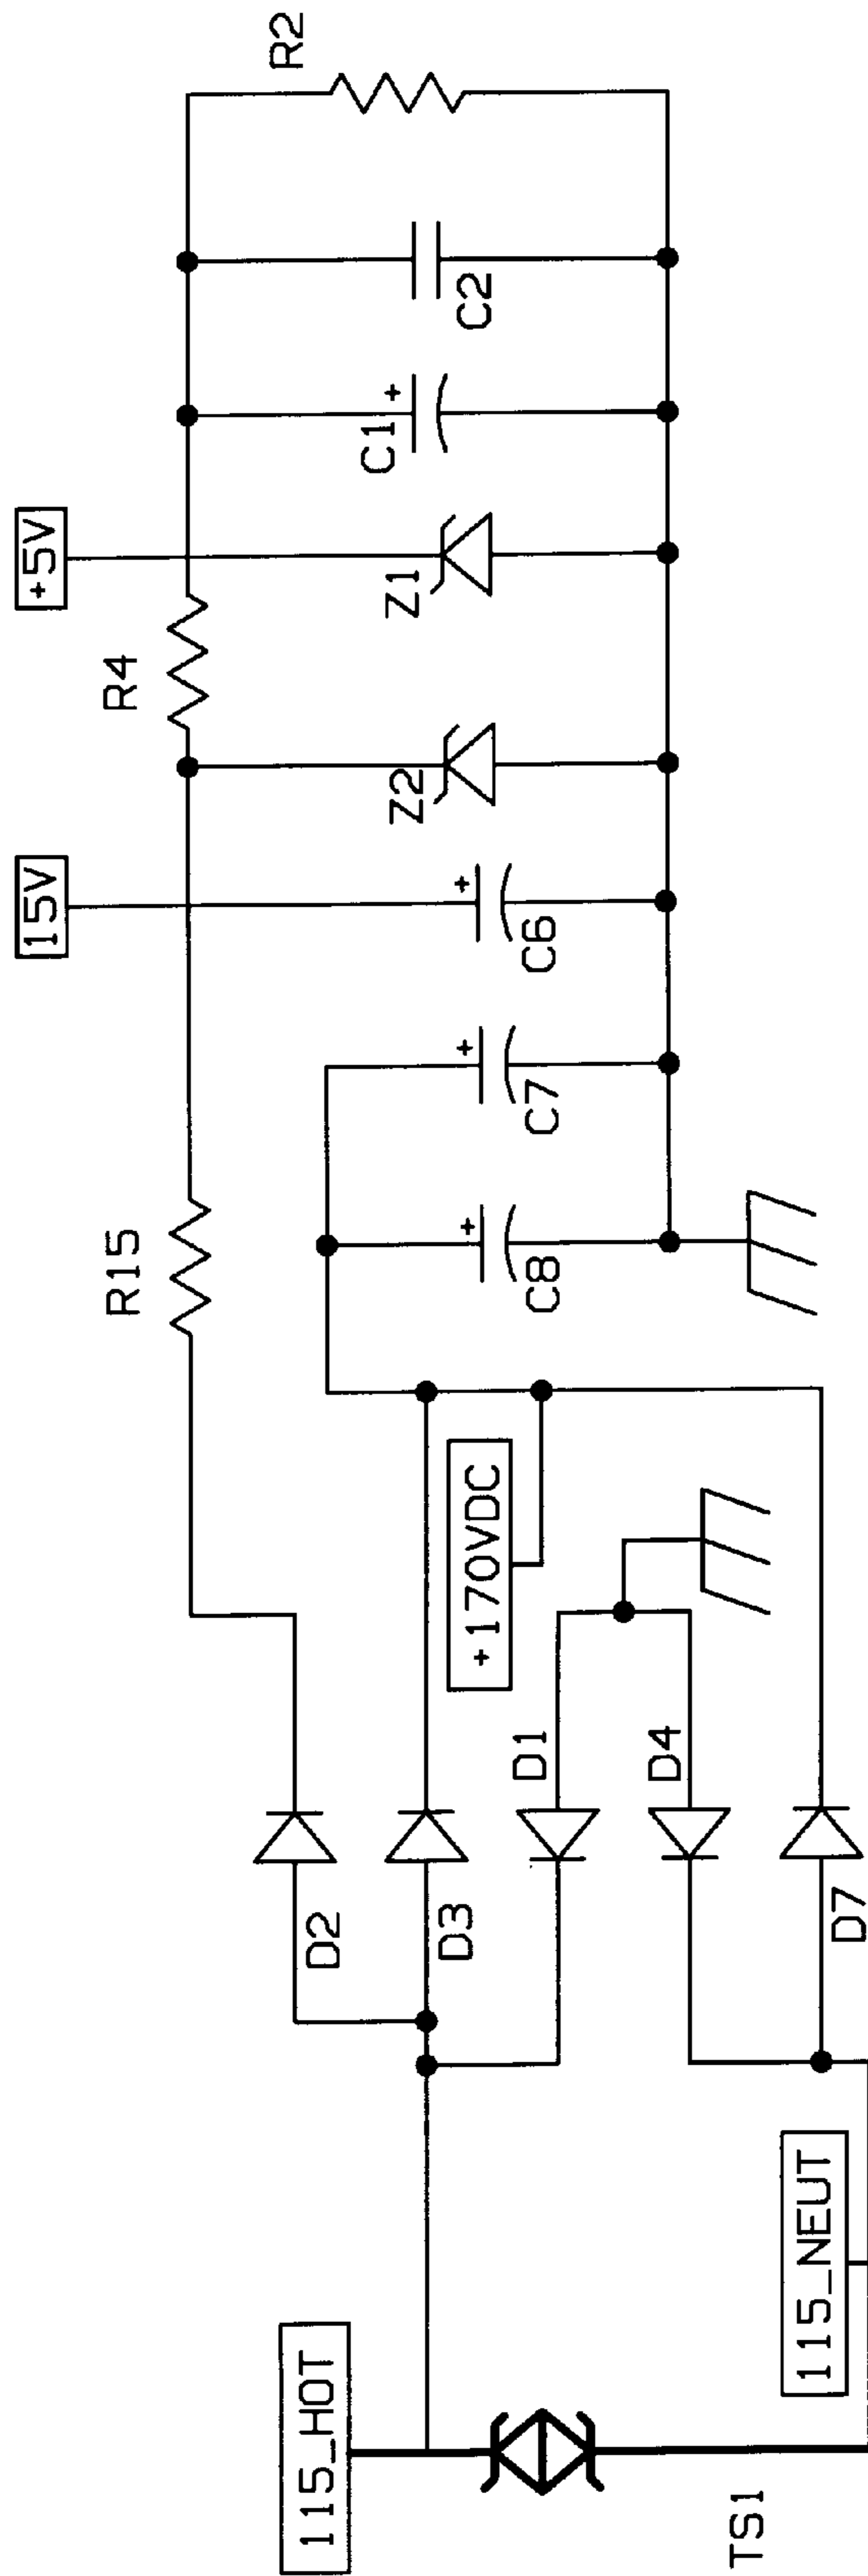 115_HOT
TS1
115_NEUT
D2
D3
D1
D4
D7
+170VDC
R15
C8
C7
15V
C6
Z2
R4
+5V
Z1
C1
C2
R2
+
+
+
+